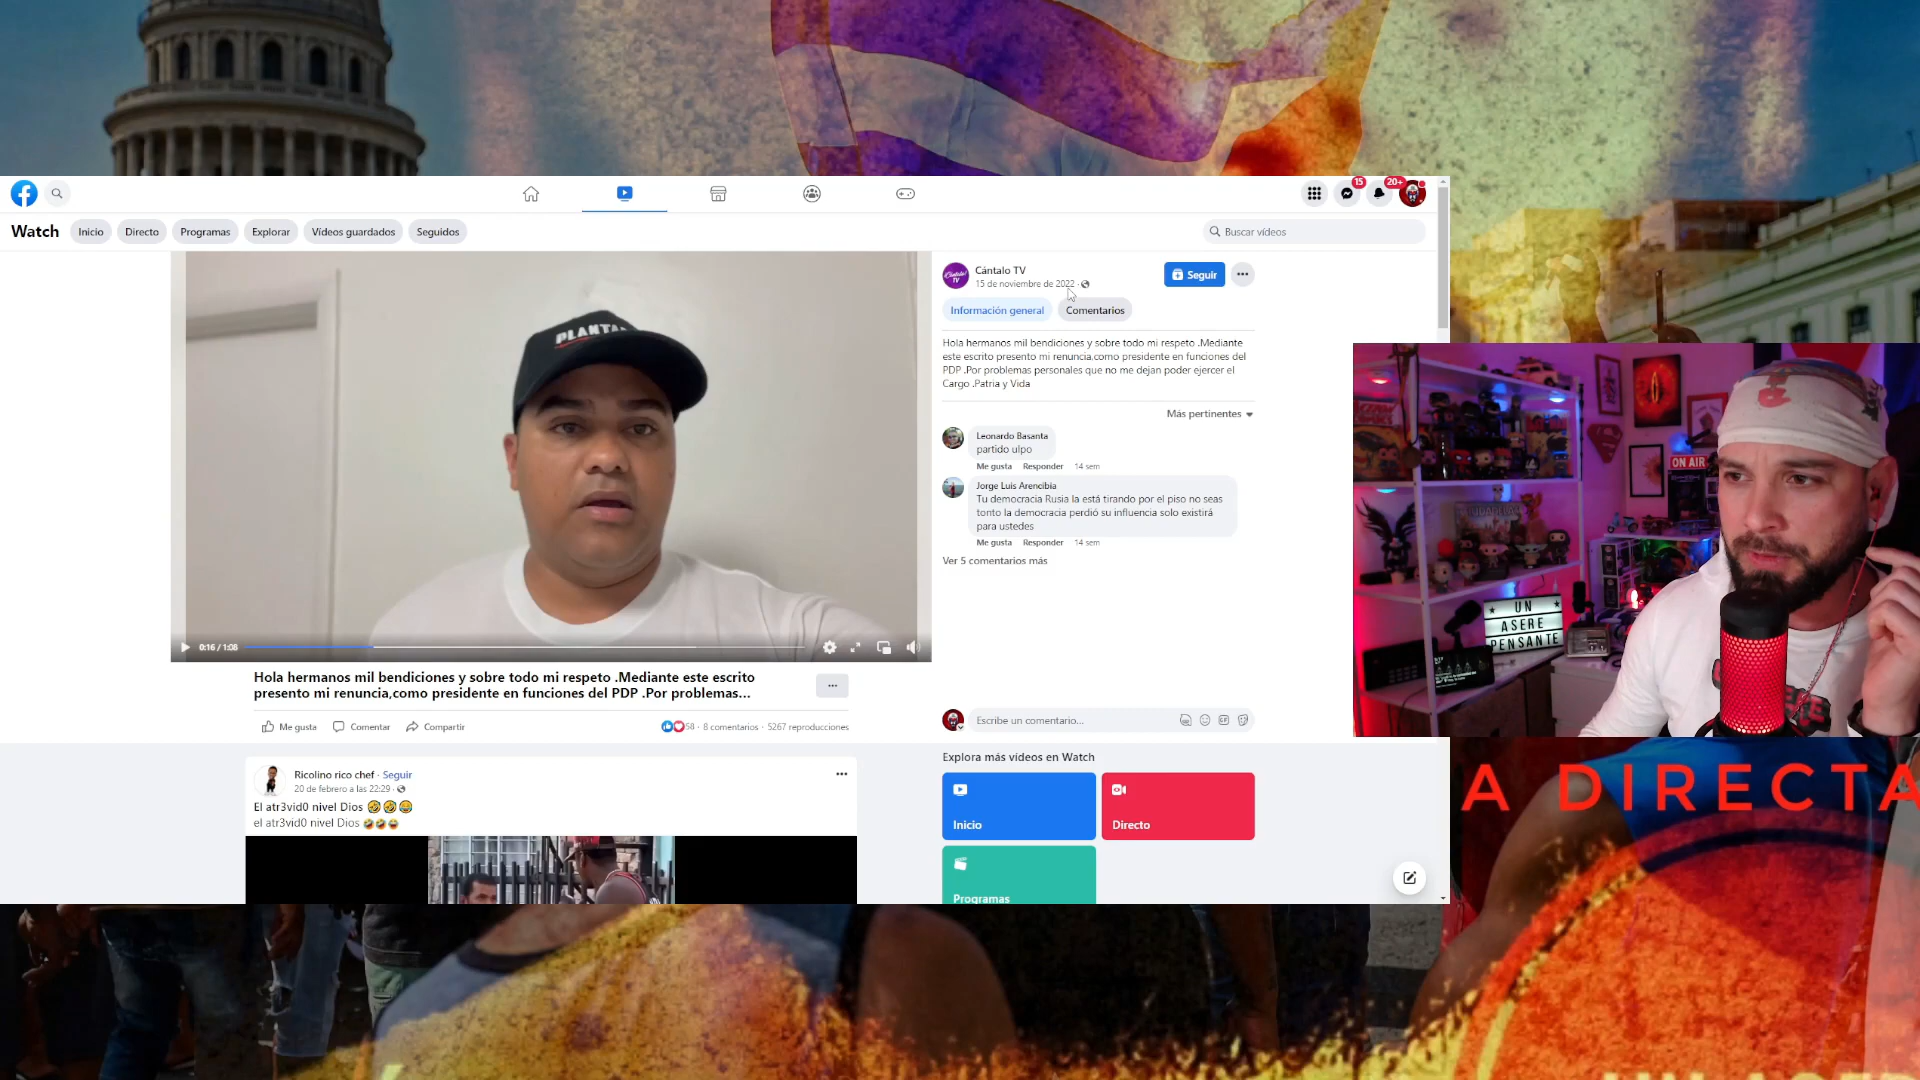 15
20+
Watch
Inicio
Directo
Programas
Explorar
Vídeos guardados
Seguidos
Buscar vídeos
PLANTA
Cántalo TV
15 de noviembre de 2022 ·
Seguir
Información general
Comentarios
Hola hermanos mil bendiciones y sobre todo mi respeto .Mediante
este escrito presento mi renuncia,como presidente en funciones del
PDP .Por problemas personales que no me dejan poder ejercer el
Cargo .Patria y Vida
Más pertinentes
Leonardo Basanta
partido ulpo
Me gusta Responder 14 sem
Jorge Luis Arencibia
Tu democracia Rusia la está tirando por el piso no seas
tonto la democracia perdió su influencia solo existirá
para ustedes
Me gusta Responder 14 sem
Ver 5 comentarios más
ON AIR
UN
ASERE
PENSANTE
0:16 / 1:08
Hola hermanos mil bendiciones y sobre todo mi respeto .Mediante este escrito
presento mi renuncia,como presidente en funciones del PDP .Por problemas...
Me gusta
Comentar
Compartir
58 · 8 comentarios · 5267 reproducciones
Escribe un comentario...
Explora más vídeos en Watch
Inicio
Directo
Programas
Ricolino rico chef · Seguir
20 de febrero a las 22:29 ·
El atr3vid0 nivel Dios 🤣🤣😂
el atr3vid0 nivel Dios 🤣🤣😂
A DIRECTA